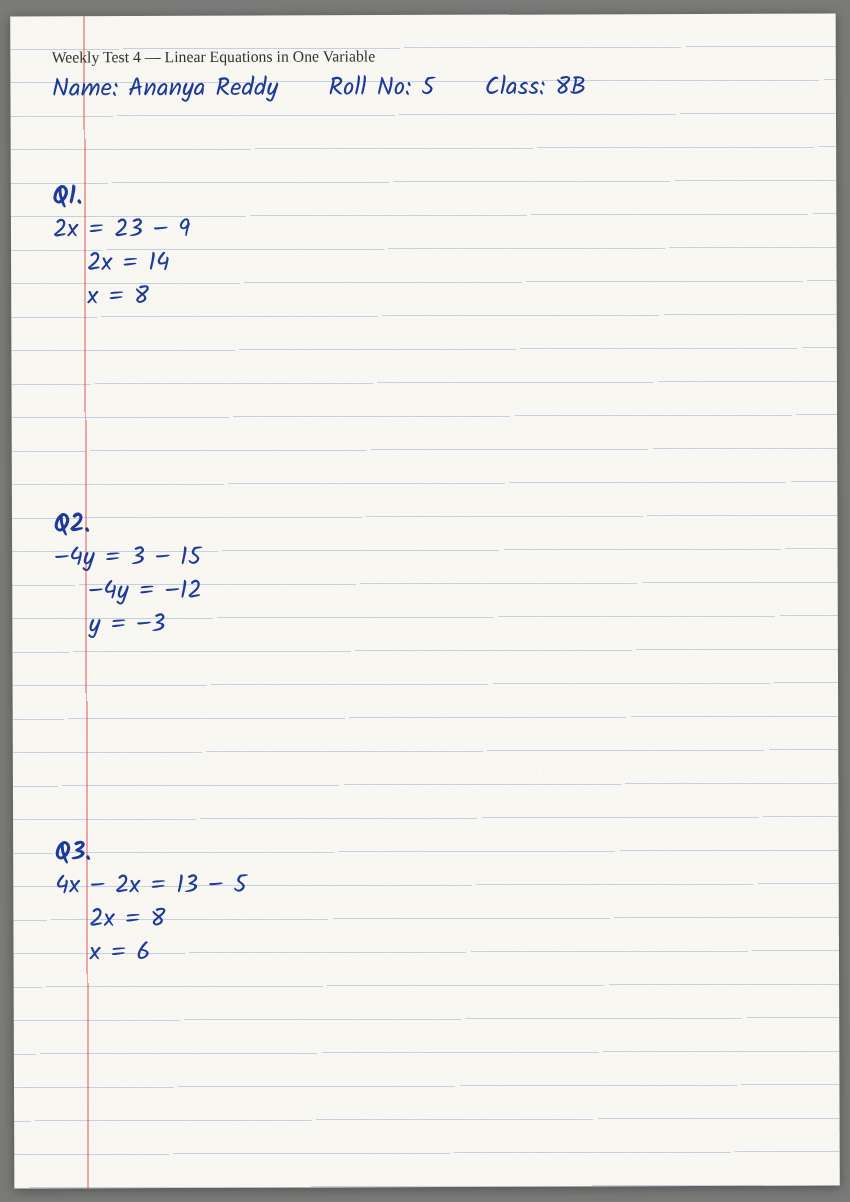 Weekly Test 4 — Linear Equations in One Variable
Name: Ananya Reddy Roll No: 5 Class: 8B
Q1.
2x = 23 − 9
2x = 14
x = 8
Q2.
−4y = 3 − 15
−4y = −12
y = −3
Q3.
4x − 2x = 13 − 5
2x = 8
x = 6